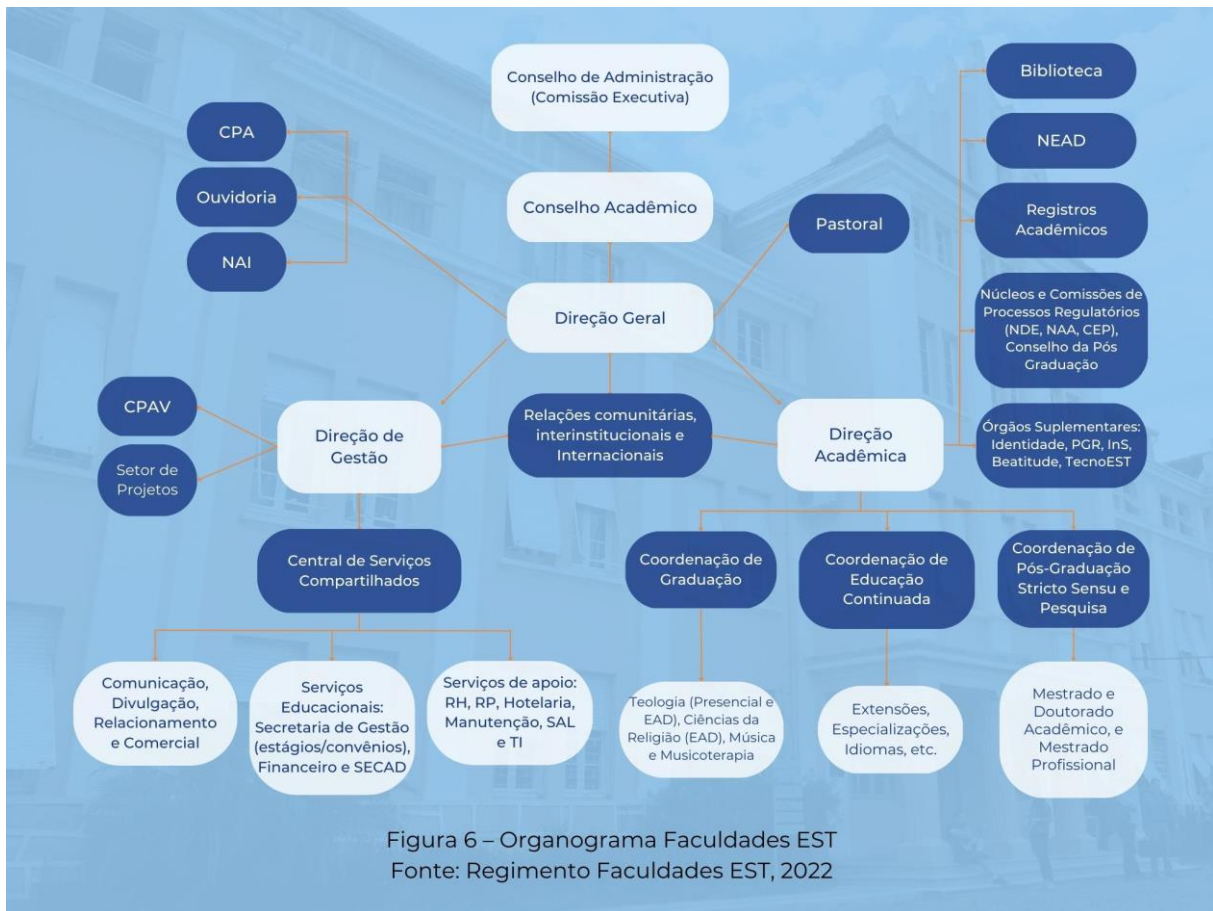 Conselho de Administração
(Comissão Executiva)
Biblioteca
CPA
NEAD
Ouvidoria
Conselho Acadêmico
Pastoral
Registros
Acadêmicos
NAI
Direção Geral
Núcleos e Comissões de
Processos Regulatórios
(NDE, NAA, CEP),
Conselho da Pós
Graduação
CPAV
Setor de
Projetos
Direção de
Gestão
Relações comunitárias,
interinstitucionais e
Internacionais
Direção
Acadêmica
Órgãos Suplementares:
Identidade, PGR, InS,
Beatitude, TecnoEST
Central de Serviços
Compartilhados
Coordenação de
Graduação
Coordenação de
Educação
Continuada
Coordenação de
Pós-Graduação
Stricto Sensu e
Pesquisa
Comunicação,
Divulgação,
Relacionamento
e Comercial
Serviços
Educacionais:
Secretaria de Gestão
(estágios/convênios),
Financeiro e SECAD
Serviços de apoio:
RH, RP, Hotelaria,
Manutenção, SAL
e TI
Teologia (Presencial e
EAD), Ciências da
Religião (EAD), Música
e Musicoterapia
Extensões,
Especializações,
Idiomas, etc.
Mestrado e
Doutorado
Acadêmico, e
Mestrado
Profissional
Figura 6 – Organograma Faculdades EST
Fonte: Regimento Faculdades EST, 2022